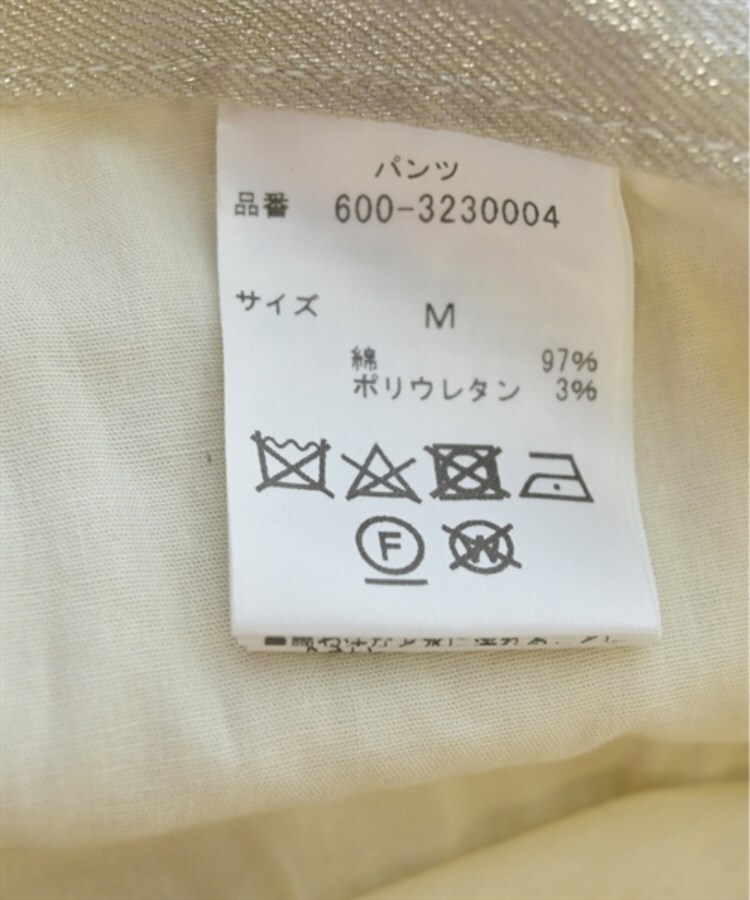 パンツ
品番 600-3230004
サイズ M
綿 97%
ポリウレタン 3%
F
W